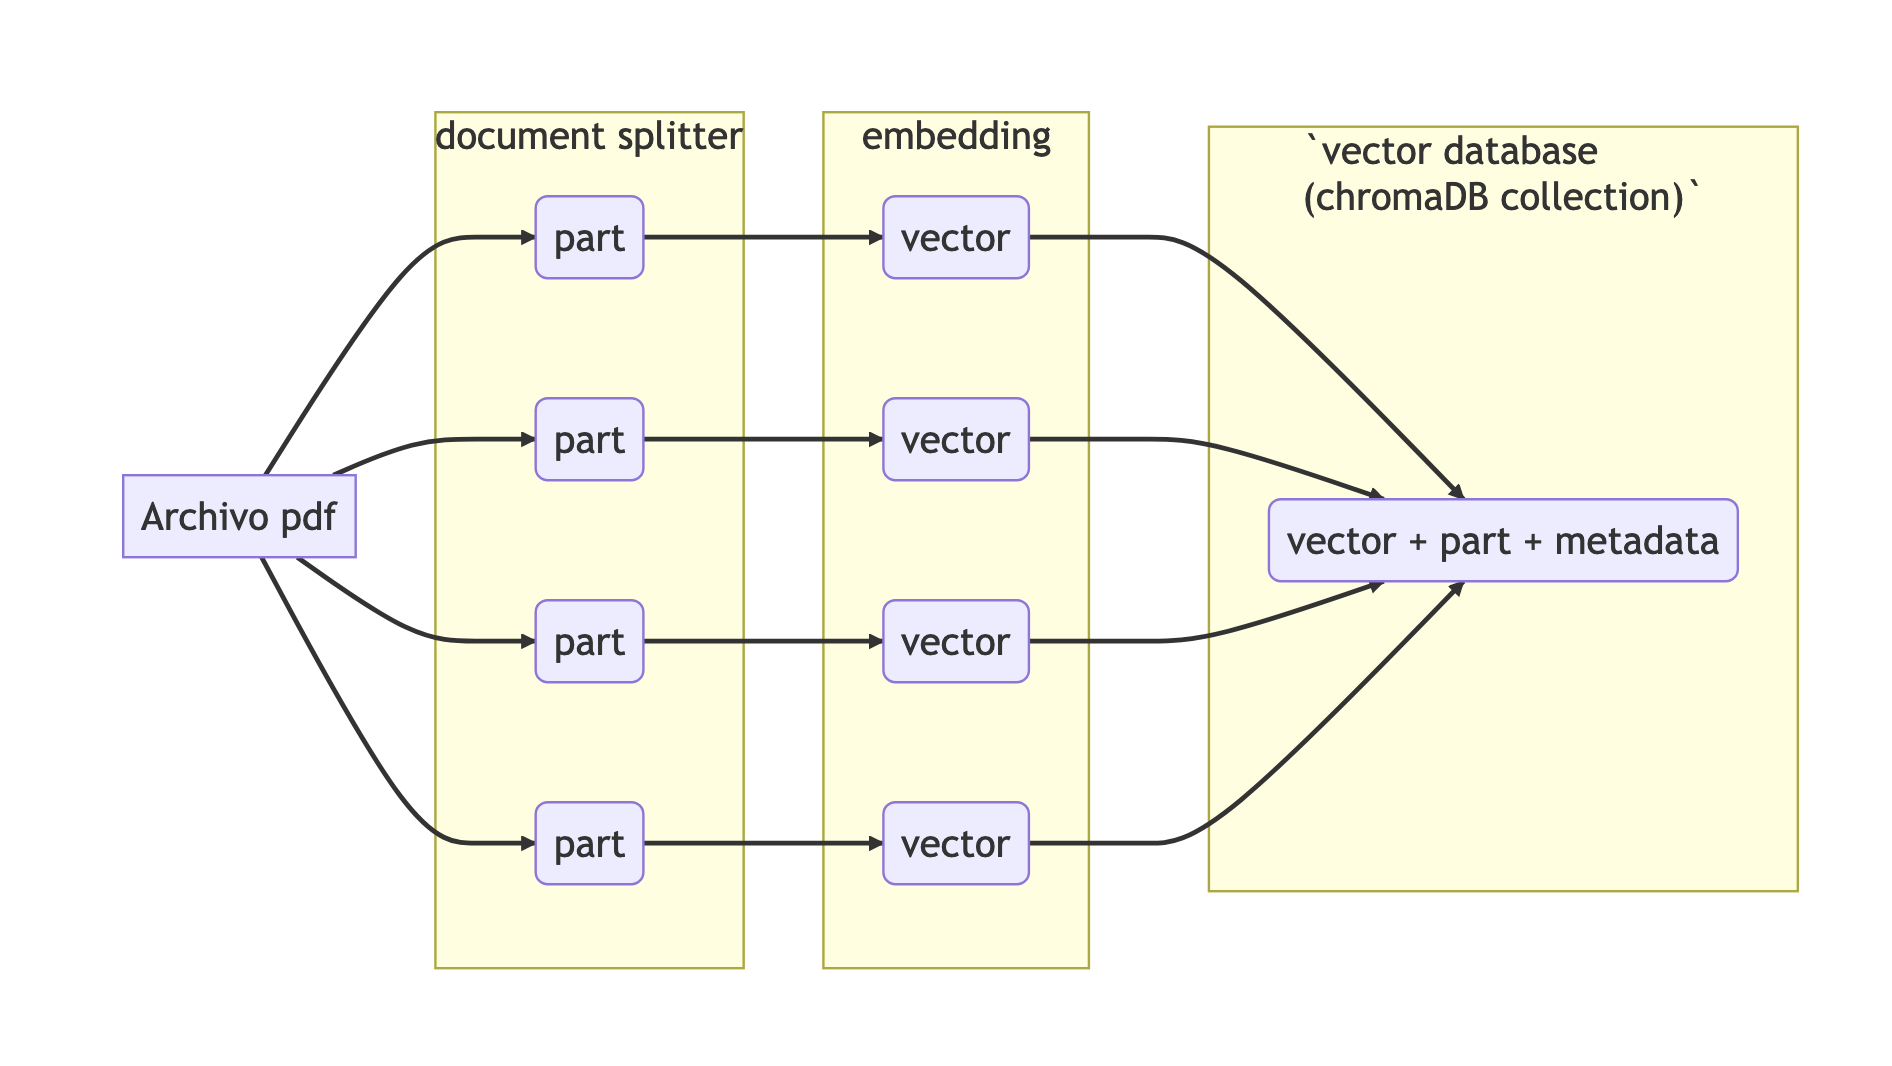 document splitter
embedding
`vector database
(chromaDB collection)`
part
vector
part
vector
Archivo pdf
vector + part + metadata
part
vector
part
vector